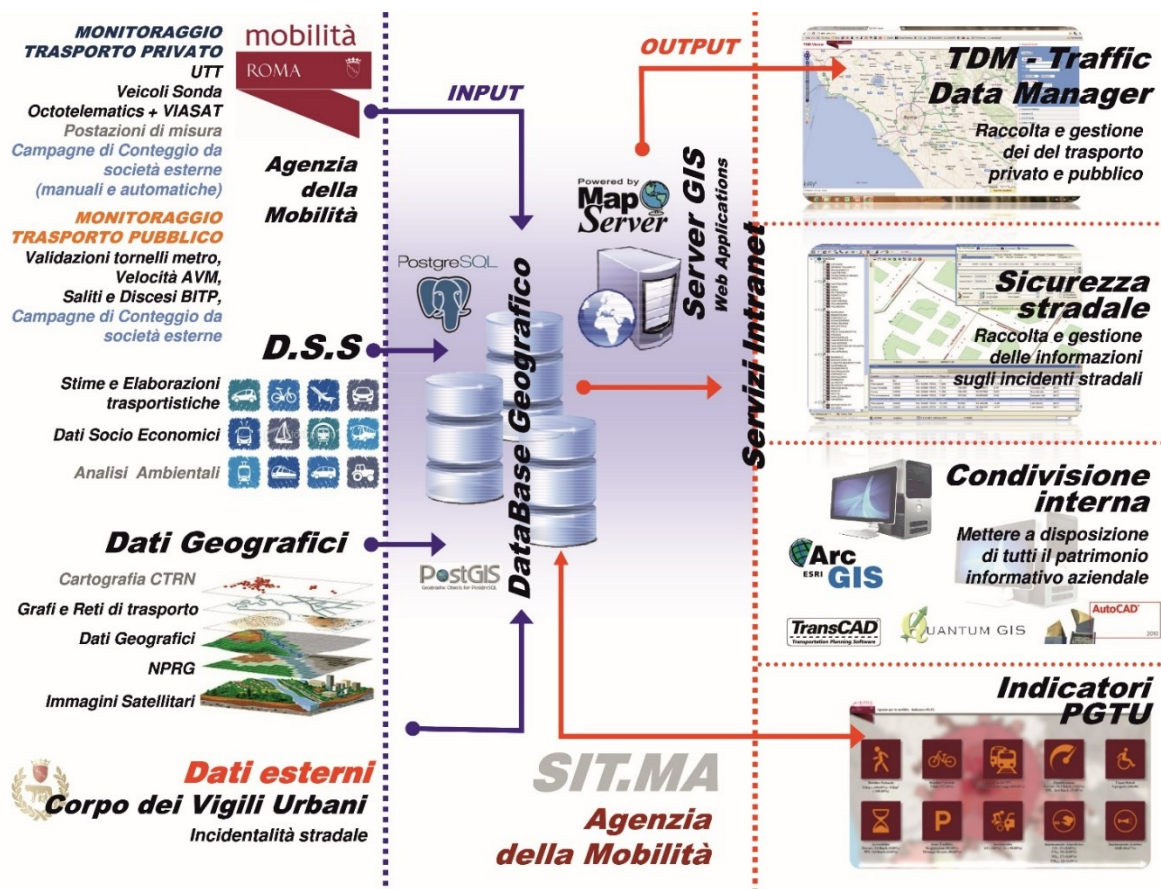 MONITORAGGIO
TRASPORTO PRIVATO
UTT
Veicoli Sonda
Octotelematics + VIASAT
Postazioni di misura
Campagne di Conteggio da
società esterne
(manuali e automatiche)
MONITORAGGIO
TRASPORTO PUBBLICO
Validazioni tornelli metro,
Velocità AVM,
Saliti e Discesi BITP,
Campagne di Conteggio da
società esterne
mobilità
ROMA
Agenzia
della
Mobilità
D.S.S
Stime e Elaborazioni
trasportistiche
Dati Socio Economici
Analisi Ambientali
Dati Geografici
Cartografia CTRN
Grafi e Reti di trasporto
Dati Geografici
NPRG
Immagini Satellitari
Dati esterni
Corpo dei Vigili Urbani
Incidentalità stradale
INPUT
PostgreSQL
DataBase Geografico
PostGIS
OUTPUT
Powered by
Map
Server
Server GIS
Web Applications
Servizi Intranet
SIT.MA
Agenzia
della Mobilità
TDM - Traffic
Data Manager
Raccolta e gestione
dei del trasporto
privato e pubblico
Sicurezza
stradale
Raccolta e gestione
delle informazioni
sugli incidenti stradali
Condivisione
interna
Mettere a disposizione
di tutti il patrimonio
informativo aziendale
Arc
ESRI GIS
TransCAD
Transportation Planning Software
QUANTUM GIS
AutoCAD
2010
Indicatori
PGTU
P